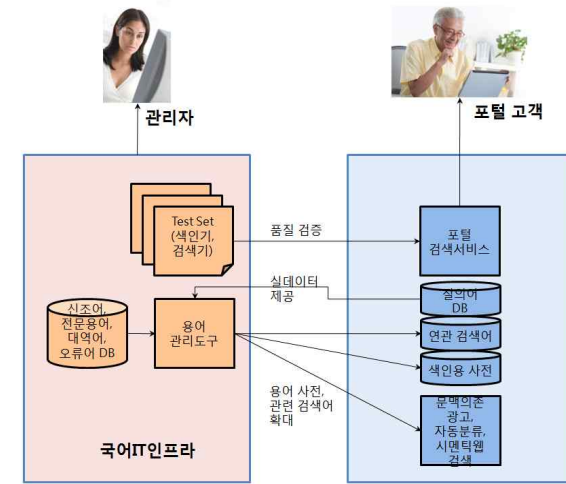 관리자
포털 고객
Test Set
(색인기,
검색기)
품질 검증
포털
검색서비스
실데이터
제공
질의어
DB
신조어,
전문용어,
대역어,
오류어 DB
용어
관리도구
연관 검색어
색인용 사전
용어 사전,
관련 검색어
확대
문맥의존
광고,
자동분류,
시멘틱웹
검색
국어IT인프라